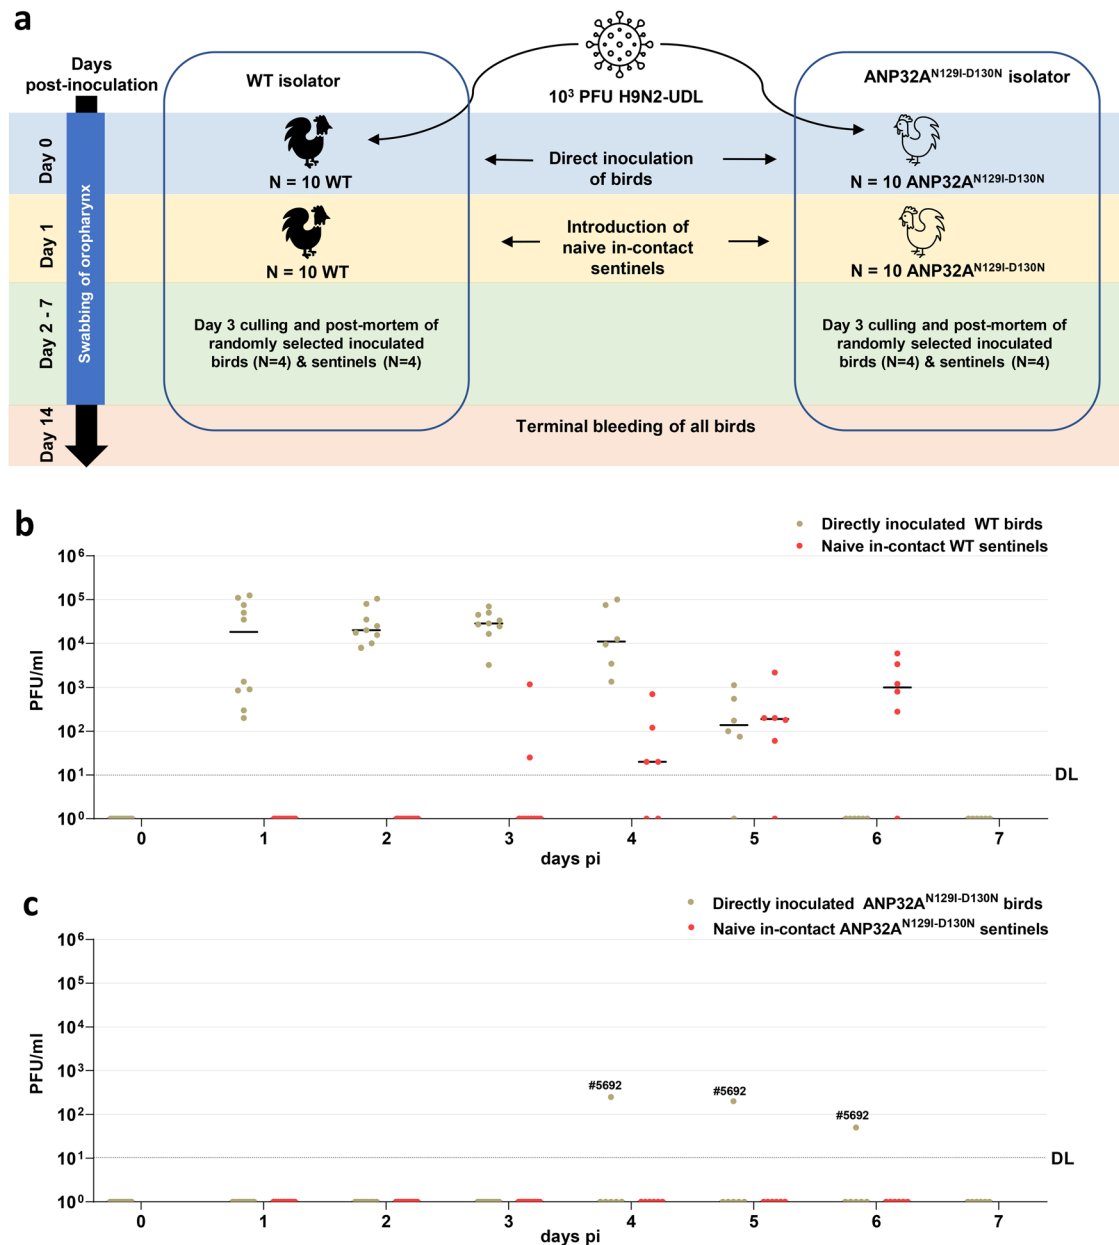 a
Days
post-inoculation
WT isolator
10³ PFU H9N2-UDL
ANP32A^N129I-D130N isolator
Swabbing of oropharynx
Day 0
N = 10 WT
Direct inoculation
of birds
N = 10 ANP32A^N129I-D130N
Day 1
N = 10 WT
Introduction of
naive in-contact
sentinels
N = 10 ANP32A^N129I-D130N
Day 2 - 7
Day 3 culling and post-mortem of
randomly selected inoculated
birds (N=4) & sentinels (N=4)
Day 3 culling and post-mortem of
randomly selected inoculated
birds (N=4) & sentinels (N=4)
Day 14
Terminal bleeding of all birds
b
Directly inoculated WT birds
Naive in-contact WT sentinels
PFU/ml
10⁶
10⁵
10⁴
10³
10²
10¹
10⁰
DL
0 1 2 3 4 5 6 7
days pi
c
Directly inoculated ANP32A^N129I-D130N birds
Naive in-contact ANP32A^N129I-D130N sentinels
PFU/ml
10⁶
10⁵
10⁴
10³
10²
10¹
10⁰
#5692
#5692
#5692
DL
0 1 2 3 4 5 6 7
days pi